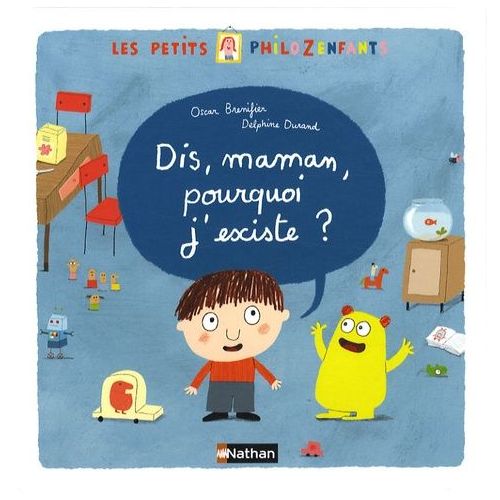 LES PETITS PHILOZENFANTS
Oscar Brenifier
Delphine Durand
Dis, maman,
pourquoi
j'existe ?
Nathan